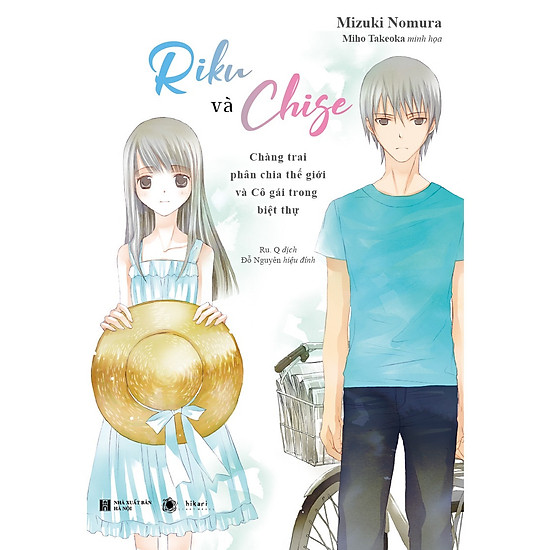 Mizuki Nomura
Miho Takeoka minh họa
Riku
và Chise
Chàng trai
phân chia thế giới
và Cô gái trong
biệt thự
Ru. Q dịch
Đỗ Nguyên hiệu đính
NHÀ XUẤT BẢN
HÀ NỘI
hikari